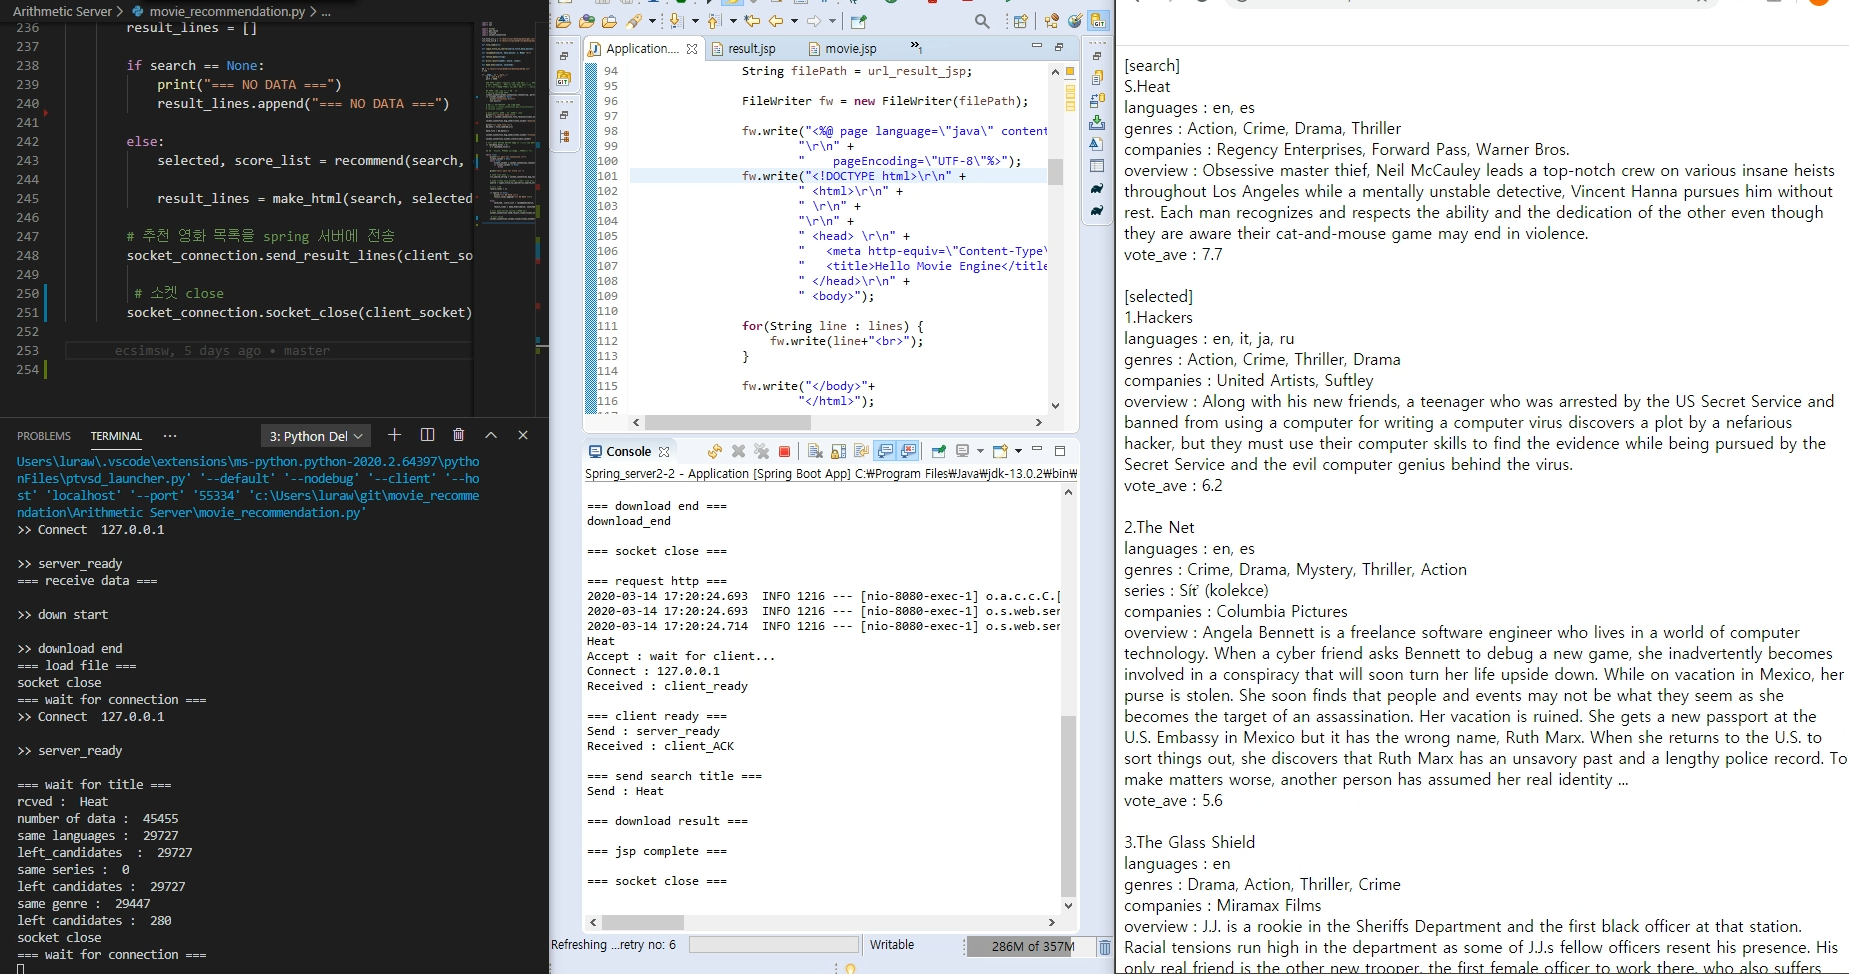 Arithmetic Server > movie_recommendation.py > ...
236 result_lines = []
237
238 if search == None:
239 print("=== NO DATA ===")
240 result_lines.append("=== NO DATA ===")
241
242 else:
243 selected, score_list = recommend(search,
244
245 result_lines = make_html(search, selected
246
247 # 추천 영화 목록을 spring 서버에 전송
248 socket_connection.send_result_lines(client_so
249
250 # 소켓 close
251 socket_connection.socket_close(client_socket)
252
253 ecsimsw, 5 days ago • master
254
PROBLEMS TERMINAL ... 3: Python Del
Users\luraw\.vscode\extensions\ms-python.python-2020.2.64397\pytho
nFiles\ptvsd_launcher.py' '--default' '--nodebug' '--client' '--ho
st' 'localhost' '--port' '55334' 'c:\Users\luraw\git\movie_recomme
ndation\Arithmetic Server\movie_recommendation.py'
>> Connect 127.0.0.1
>> server_ready
=== receive data ===
>> down start
>> download end
=== load file ===
socket close
=== wait for connection ===
>> Connect 127.0.0.1
>> server_ready
=== wait for title ===
rcved : Heat
number of data : 45455
same languages : 29727
left_candidates : 29727
same series : 0
left candidates : 29727
same genre : 29447
left candidates : 280
socket close
=== wait for connection ===
Application.... result.jsp movie.jsp »1
94 String filePath = url_result_jsp;
95
96 FileWriter fw = new FileWriter(filePath);
97
98 fw.write("<%@ page language=\"java\" content
99 "\r\n" +
100 " pageEncoding=\"UTF-8\"%>");
101 fw.write("<!DOCTYPE html>\r\n" +
102 " <html>\r\n" +
103 " \r\n" +
104 "\r\n" +
105 " <head> \r\n" +
106 " <meta http-equiv=\"Content-Type\
107 " <title>Hello Movie Engine</title
108 " </head>\r\n" +
109 " <body>");
110
111 for(String line : lines) {
112 fw.write(line+"<br>");
113 }
114
115 fw.write("</body>"+
116 "</html>");
Console
Spring_server2-2 - Application [Spring Boot App] C:₩Program Files₩Java₩jdk-13.0.2₩bin₩
=== download end ===
download_end
=== socket close ===
=== request http ===
2020-03-14 17:20:24.693 INFO 1216 --- [nio-8080-exec-1] o.a.c.c.C.[
2020-03-14 17:20:24.693 INFO 1216 --- [nio-8080-exec-1] o.s.web.ser
2020-03-14 17:20:24.714 INFO 1216 --- [nio-8080-exec-1] o.s.web.ser
Heat
Accept : wait for client...
Connect : 127.0.0.1
Received : client_ready
=== client ready ===
Send : server_ready
Received : client_ACK
=== send search title ===
Send : Heat
=== download result ===
=== jsp complete ===
=== socket close ===
Refreshing ...retry no: 6 Writable 286M of 357M
[search]
S.Heat
languages : en, es
genres : Action, Crime, Drama, Thriller
companies : Regency Enterprises, Forward Pass, Warner Bros.
overview : Obsessive master thief, Neil McCauley leads a top-notch crew on various insane heists
throughout Los Angeles while a mentally unstable detective, Vincent Hanna pursues him without
rest. Each man recognizes and respects the ability and the dedication of the other even though
they are aware their cat-and-mouse game may end in violence.
vote_ave : 7.7
[selected]
1.Hackers
languages : en, it, ja, ru
genres : Action, Crime, Thriller, Drama
companies : United Artists, Suftley
overview : Along with his new friends, a teenager who was arrested by the US Secret Service and
banned from using a computer for writing a computer virus discovers a plot by a nefarious
hacker, but they must use their computer skills to find the evidence while being pursued by the
Secret Service and the evil computer genius behind the virus.
vote_ave : 6.2
2.The Net
languages : en, es
genres : Crime, Drama, Mystery, Thriller, Action
series : Síť (kolekce)
companies : Columbia Pictures
overview : Angela Bennett is a freelance software engineer who lives in a world of computer
technology. When a cyber friend asks Bennett to debug a new game, she inadvertently becomes
involved in a conspiracy that will soon turn her life upside down. While on vacation in Mexico, her
purse is stolen. She soon finds that people and events may not be what they seem as she
becomes the target of an assassination. Her vacation is ruined. She gets a new passport at the
U.S. Embassy in Mexico but it has the wrong name, Ruth Marx. When she returns to the U.S. to
sort things out, she discovers that Ruth Marx has an unsavory past and a lengthy police record. To
make matters worse, another person has assumed her real identity ...
vote_ave : 5.6
3.The Glass Shield
languages : en
genres : Drama, Action, Thriller, Crime
companies : Miramax Films
overview : J.J. is a rookie in the Sheriffs Department and the first black officer at that station.
Racial tensions run high in the department as some of J.J.s fellow officers resent his presence. His
only real friend is the other new trooper, the first female officer to work there, who also suffers